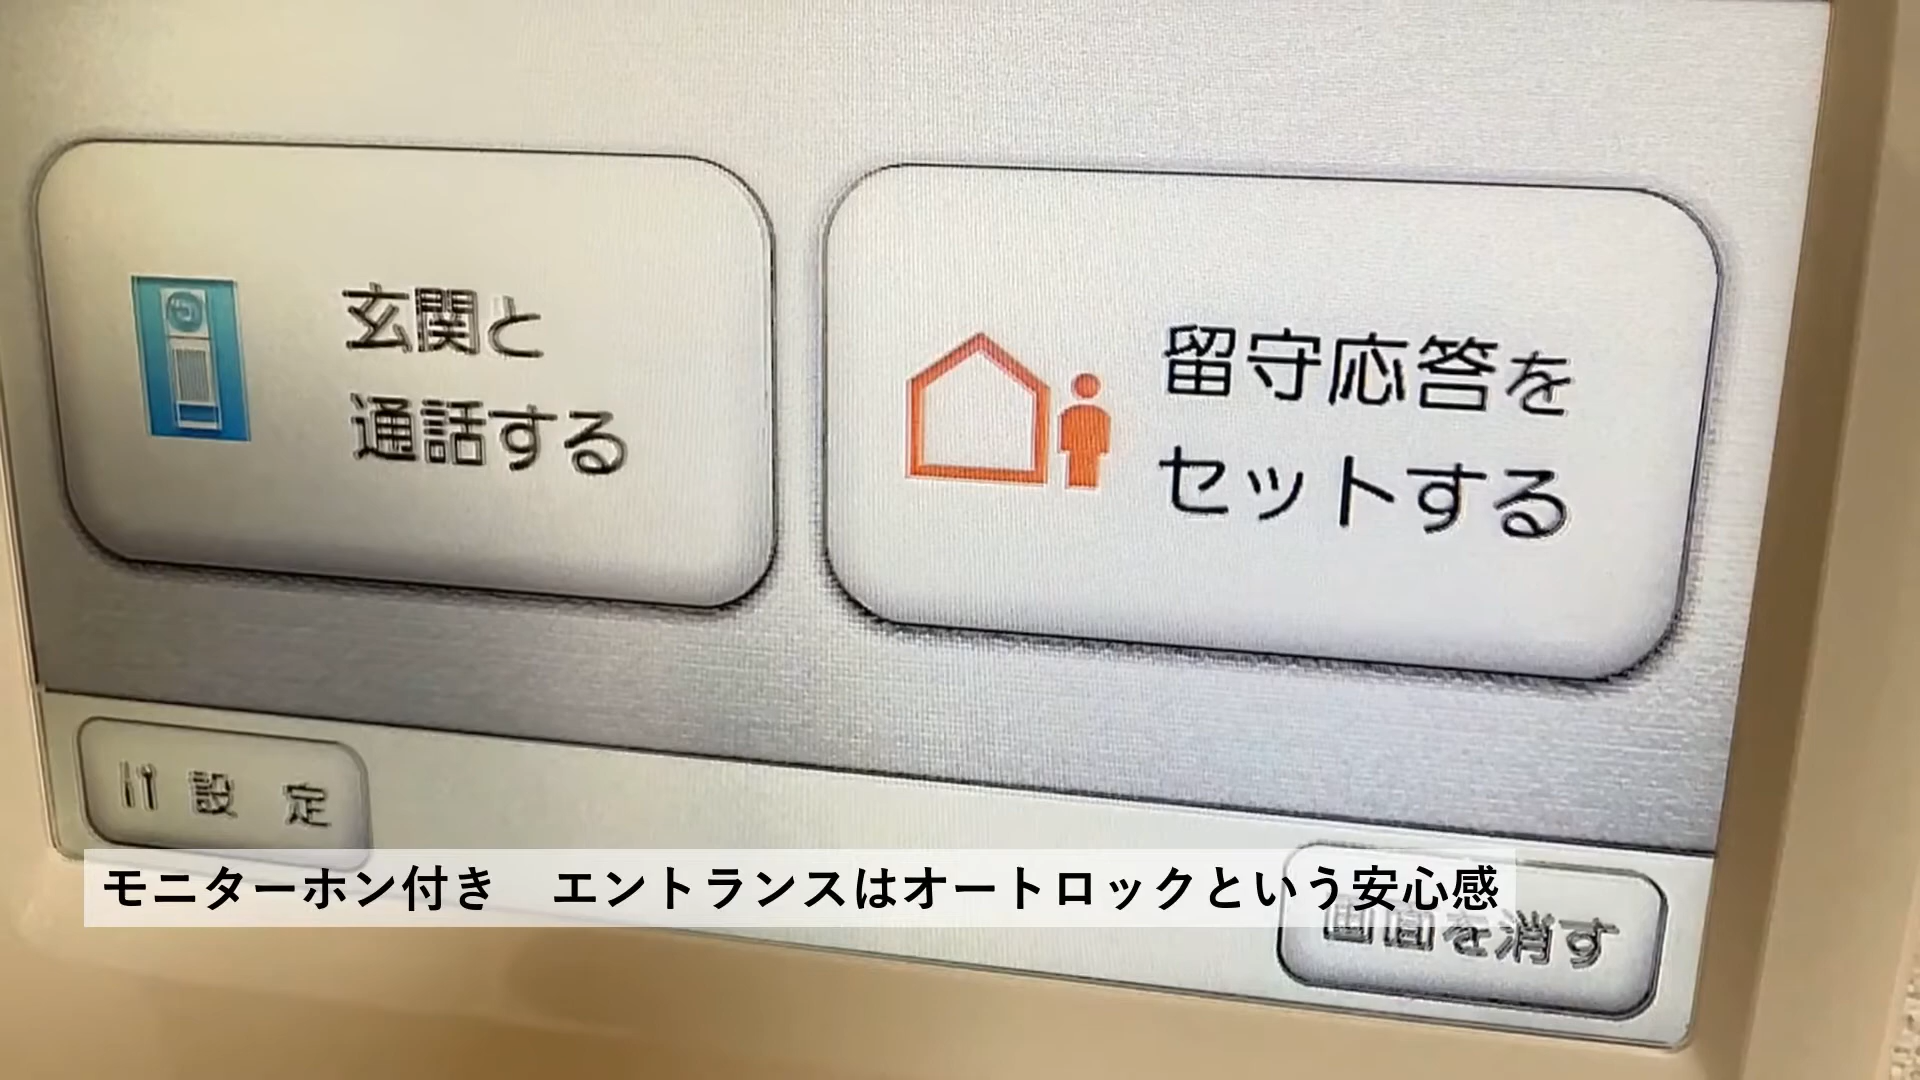 玄関と
通話する
留守応答を
セットする
設 定
モニターホン付き　エントランスはオートロックという安心感
画面を消す